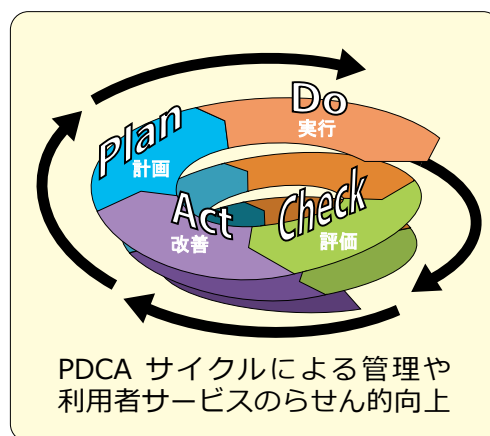 Plan
計画
Do
実行
Check
評価
Act
改善
PDCA サイクルによる管理や
利用者サービスのらせん的向上